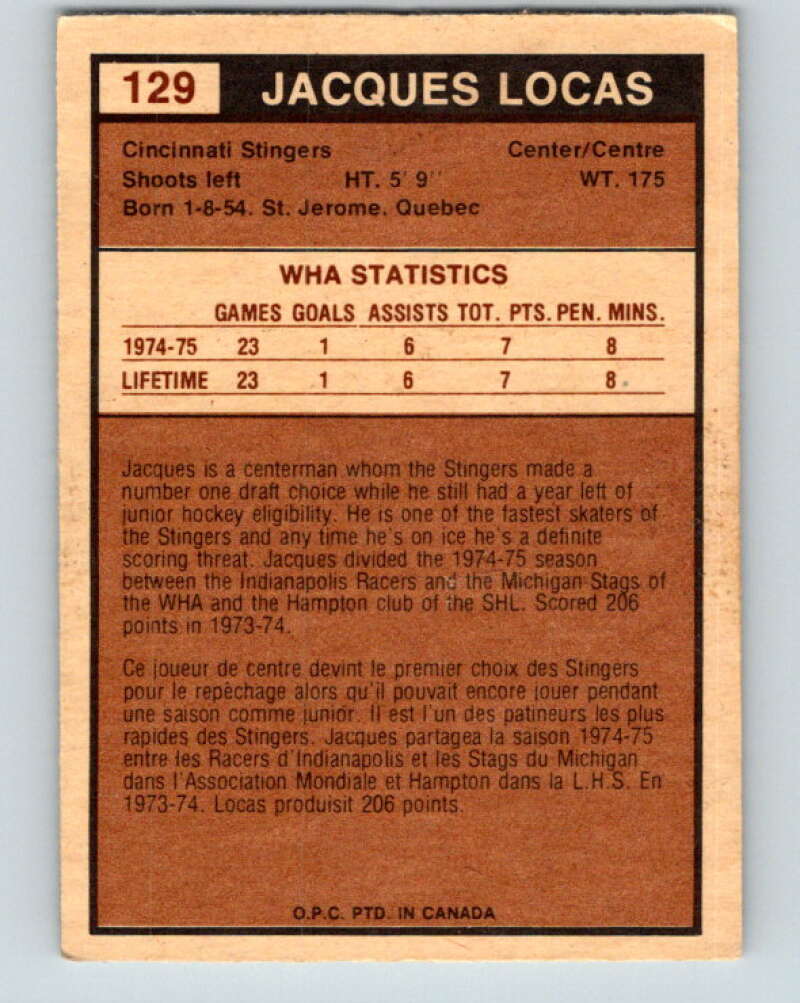 129 JACQUES LOCAS
Cincinnati Stingers Center/Centre
Shoots left HT. 5' 9" WT. 175
Born 1-8-54. St. Jerome. Quebec
WHA STATISTICS
GAMES GOALS ASSISTS TOT. PTS. PEN. MINS.
1974-75 23 1 6 7 8
LIFETIME 23 1 6 7 8
Jacques is a centerman whom the Stingers made a
number one draft choice while he still had a year left of
junior hockey eligibility. He is one of the fastest skaters of
the Stingers and any time he's on ice he's a definite
scoring threat. Jacques divided the 1974-75 season
between the Indianapolis Racers and the Michigan Stags of
the WHA and the Hampton club of the SHL. Scored 206
points in 1973-74.
Ce joueur de centre devint le premier choix des Stingers
pour le repêchage alors qu'il pouvait encore jouer pendant
une saison comme junior. Il est l'un des patineurs les plus
rapides des Stingers. Jacques partagea la saison 1974-75
entre les Racers d'Indianapolis et les Stags du Michigan
dans l'Association Mondiale et Hampton dans la L.H.S. En
1973-74. Locas produisit 206 points.
O.P.C. PTD. IN CANADA